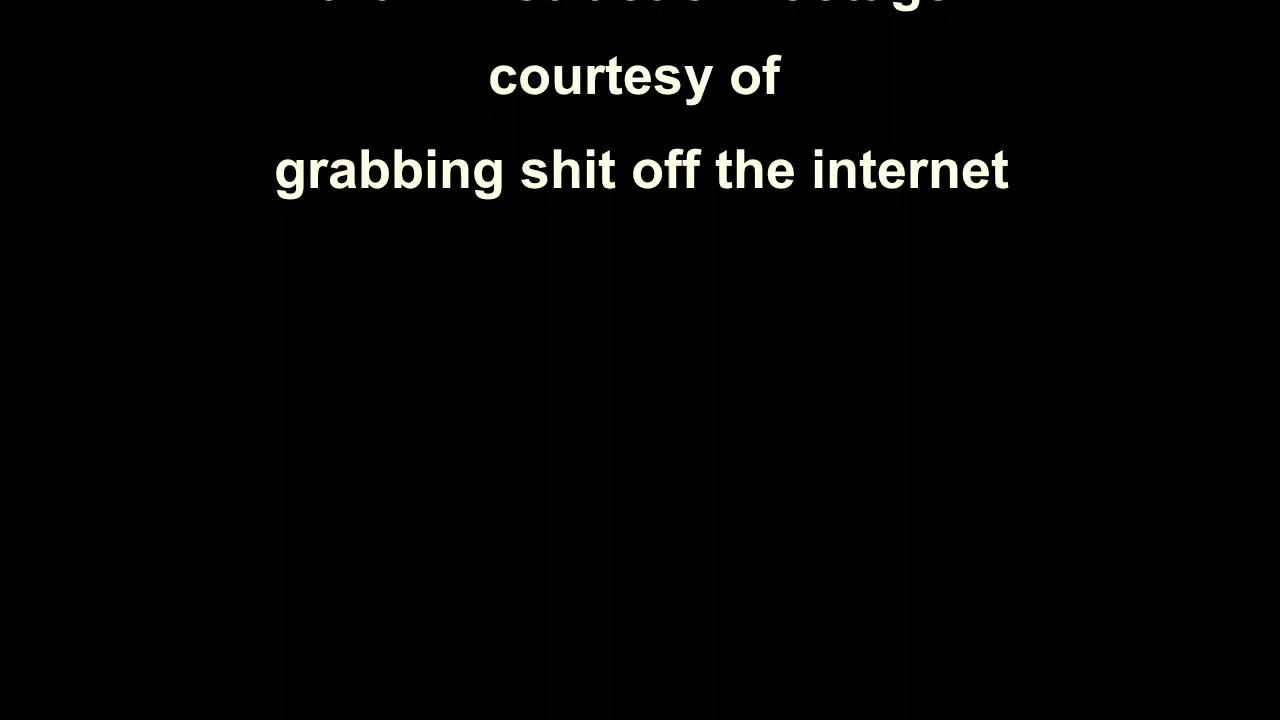 courtesy of
grabbing shit off the internet